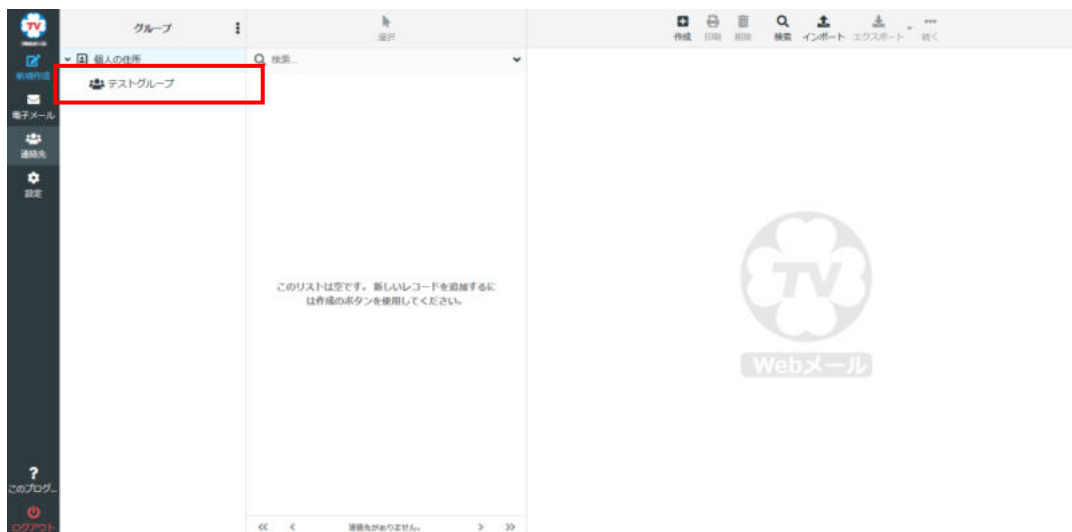 TV
グループ
選択
作成
印刷
削除
検索
インポート
エクスポート
続く
新規作成
個人の住所
検索...
テストグループ
電子メール
連絡先
設定
このリストは空です。新しいレコードを追加するに
は作成のボタンを使用してください。
TV
Webメール
?
このプログ...
ログアウト
連絡先がありません。